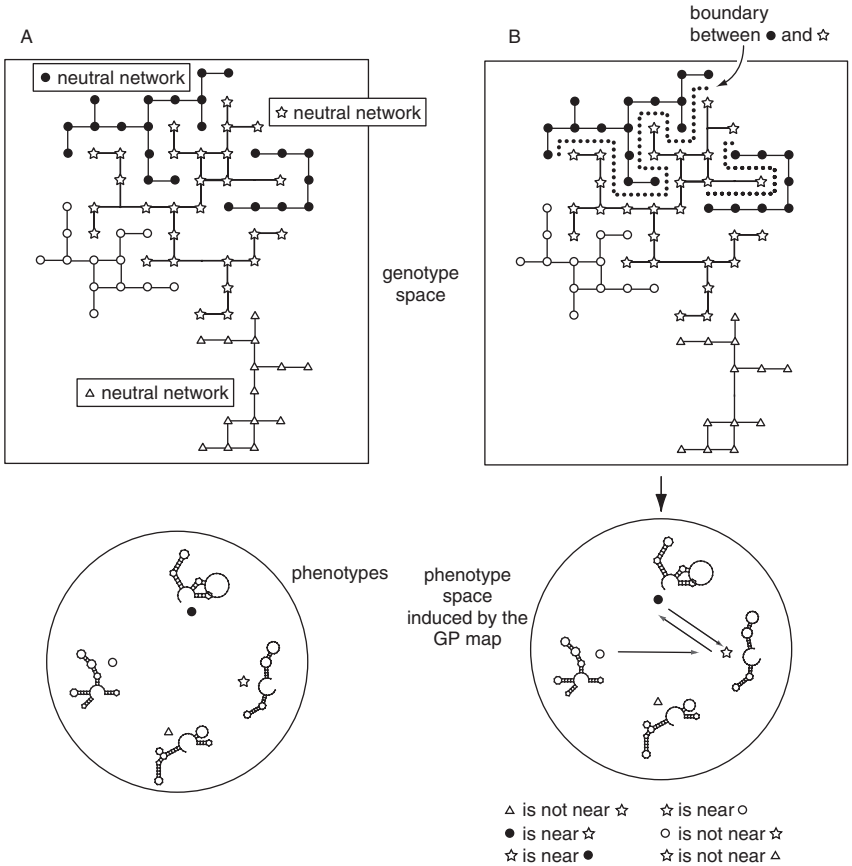 A
● neutral network
☆ neutral network
△ neutral network
B
boundary
between ● and ☆
genotype
space
phenotypes
phenotype
space
induced by the
GP map
△ is not near ☆
☆ is near ○
● is near ☆
○ is not near ☆
☆ is near ●
☆ is not near △